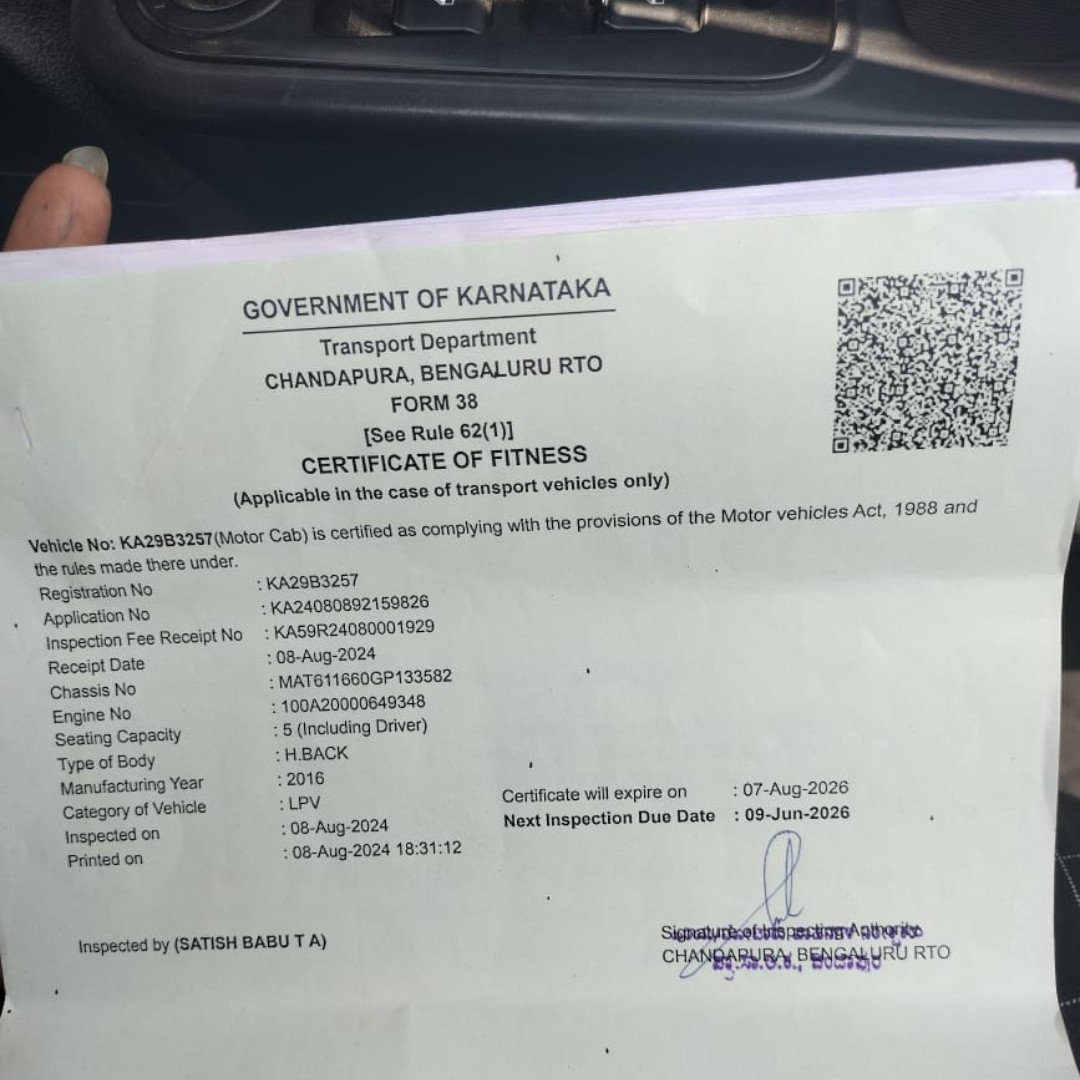 GOVERNMENT OF KARNATAKA
Transport Department
CHANDAPURA, BENGALURU RTO
FORM 38
[See Rule 62(1)]
CERTIFICATE OF FITNESS
(Applicable in the case of transport vehicles only)
Vehicle No: KA29B3257(Motor Cab) is certified as complying with the provisions of the Motor vehicles Act, 1988 and
the rules made there under.
Registration No : KA29B3257
Application No : KA24080892159826
Inspection Fee Receipt No : KA59R24080001929
Receipt Date : 08-Aug-2024
Chassis No : MAT611660GP133582
Engine No : 100A20000649348
Seating Capacity : 5 (Including Driver)
Type of Body : H.BACK
Manufacturing Year : 2016
Category of Vehicle : LPV
Inspected on : 08-Aug-2024
Printed on : 08-Aug-2024 18:31:12
Certificate will expire on : 07-Aug-2026
Next Inspection Due Date : 09-Jun-2026
Inspected by (SATISH BABU T A)
Signature of Inspecting Authority
CHANDAPURA, BENGALURU RTO